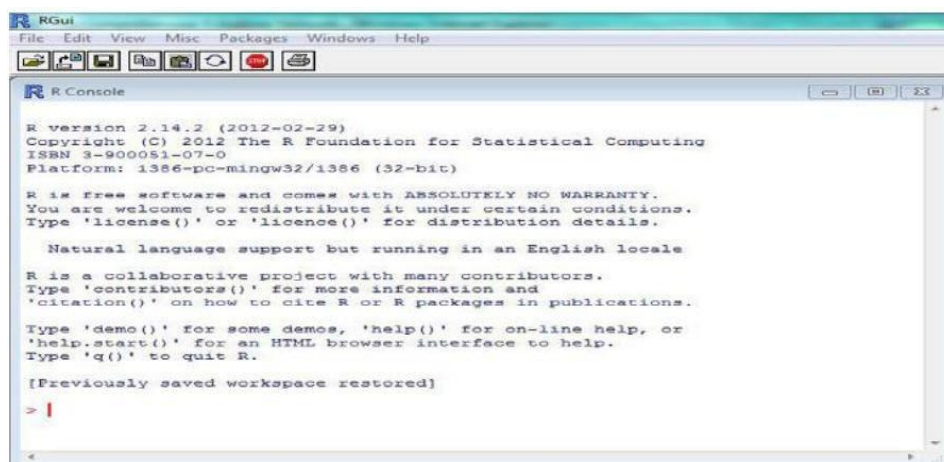 RGui
File Edit View Misc Packages Windows Help
STOP
R Console
R version 2.14.2 (2012-02-29)
Copyright (C) 2012 The R Foundation for Statistical Computing
ISBN 3-900051-07-0
Platform: i386-pc-mingw32/i386 (32-bit)
R is free software and comes with ABSOLUTELY NO WARRANTY.
You are welcome to redistribute it under certain conditions.
Type 'license()' or 'licence()' for distribution details.
Natural language support but running in an English locale
R is a collaborative project with many contributors.
Type 'contributors()' for more information and
'citation()' on how to cite R or R packages in publications.
Type 'demo()' for some demos, 'help()' for on-line help, or
'help.start()' for an HTML browser interface to help.
Type 'q()' to quit R.
[Previously saved workspace restored]
>